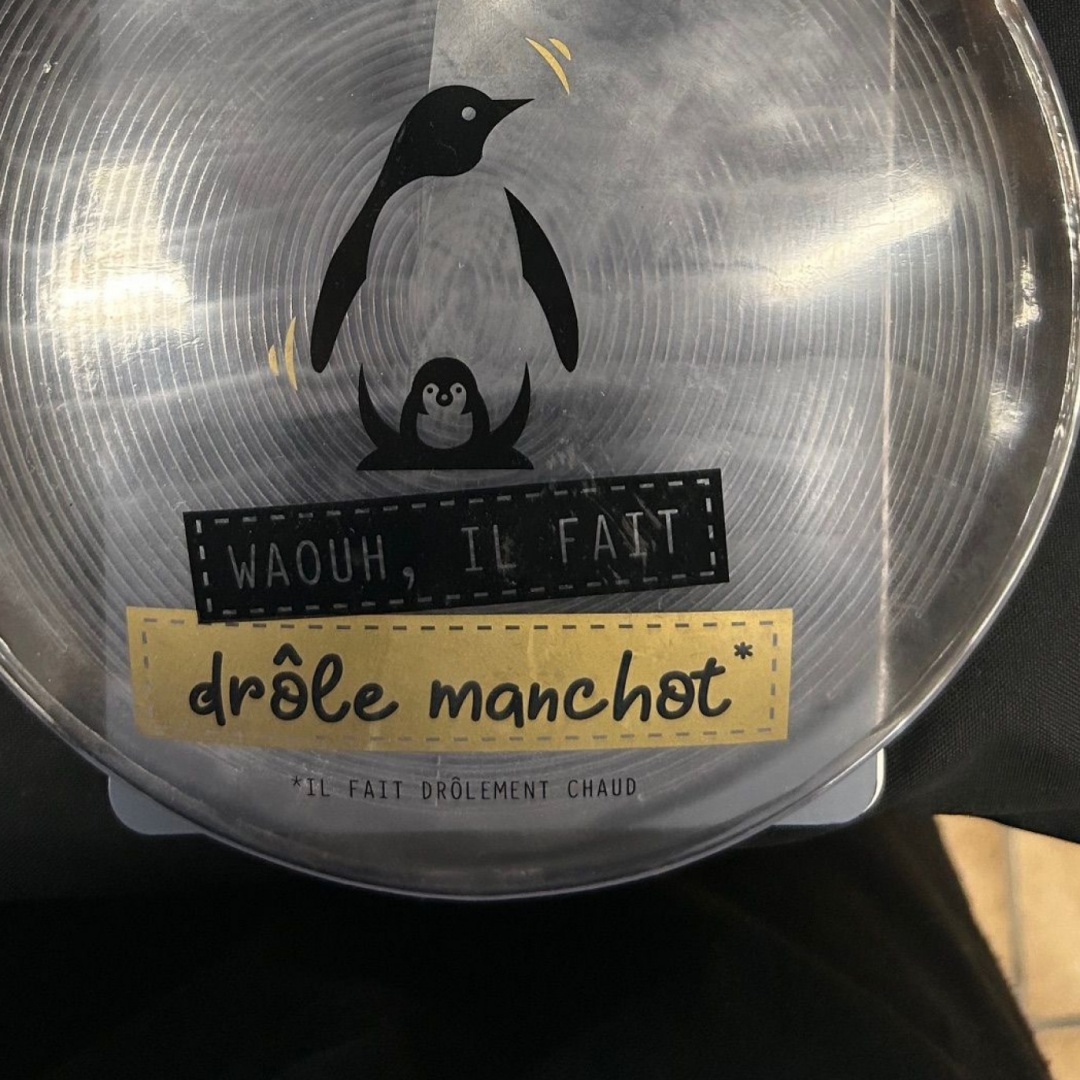 WAOUH, IL FAIT
drôle manchot*
*IL FAIT DRÔLEMENT CHAUD